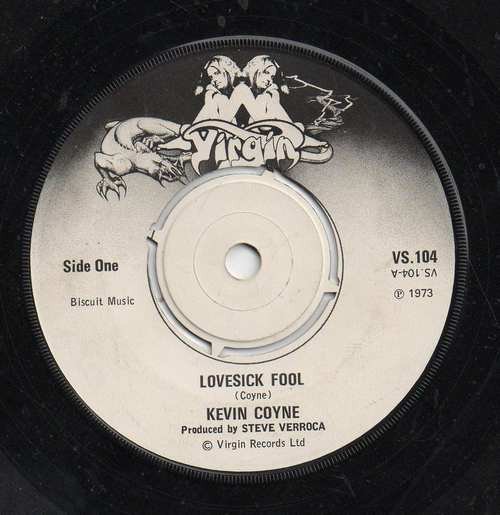 Virgin
Side One
VS.104
VS.104-A
Biscuit Music
℗ 1973
LOVESICK FOOL
(Coyne)
KEVIN COYNE
Produced by STEVE VERROCA
© Virgin Records Ltd